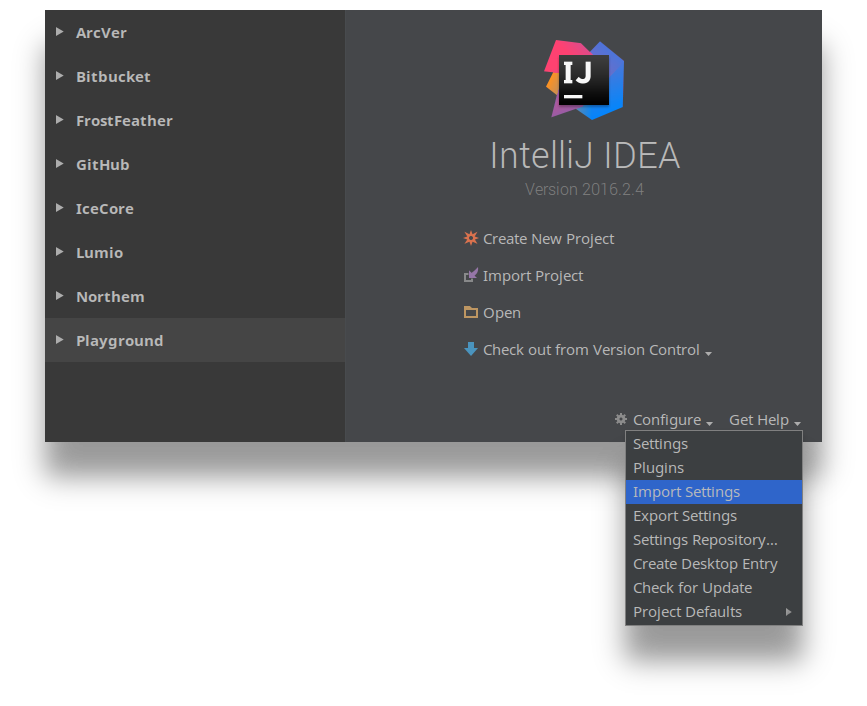 ArcVer
Bitbucket
FrostFeather
GitHub
IceCore
Lumio
Northem
Playground
IJ
IntelliJ IDEA
Version 2016.2.4
Create New Project
Import Project
Open
Check out from Version Control
Configure Get Help
Settings
Plugins
Import Settings
Export Settings
Settings Repository...
Create Desktop Entry
Check for Update
Project Defaults